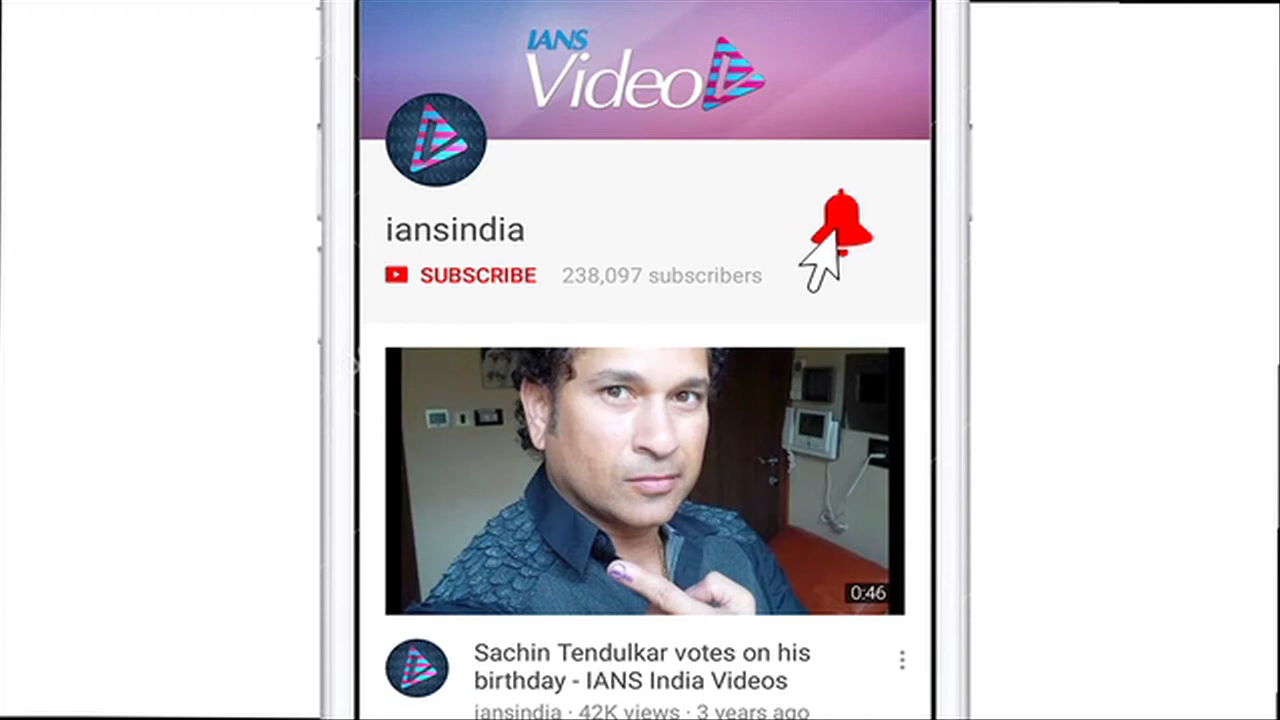 IANS
Video
iansindia
SUBSCRIBE 238,097 subscribers
0:46
Sachin Tendulkar votes on his
birthday - IANS India Videos
iansindia · 42K views · 3 years ago